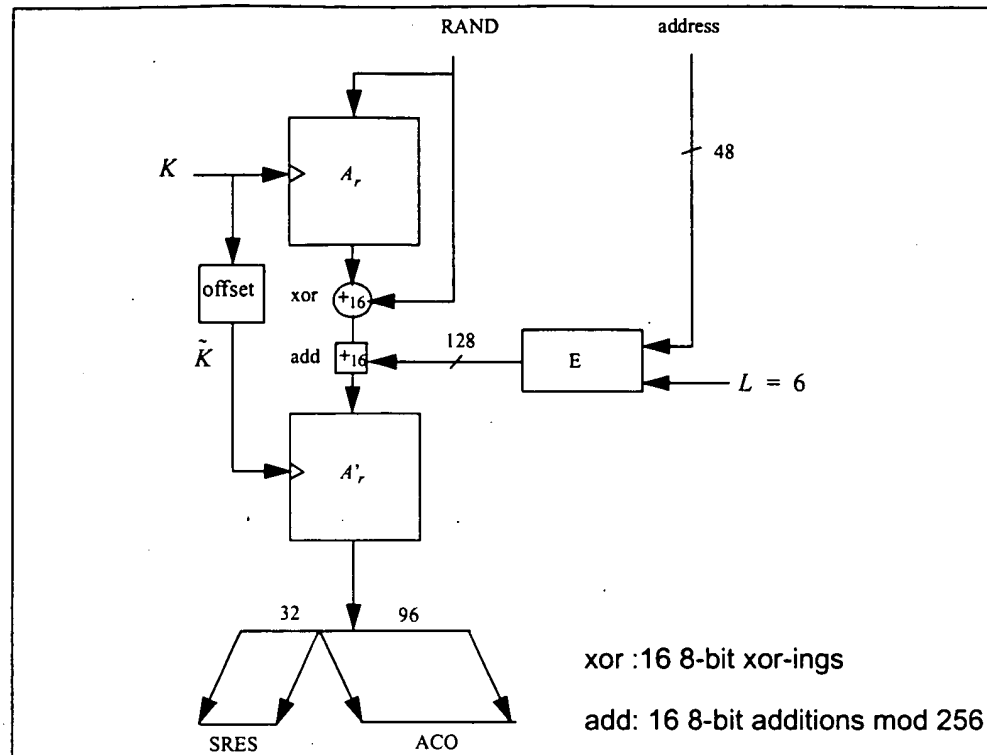 RAND address
48
K
A_r
offset
xor +16
K̃
128
add +16
E
L = 6
A'_r
32 96
xor :16 8-bit xor-ings
add: 16 8-bit additions mod 256
SRES ACO